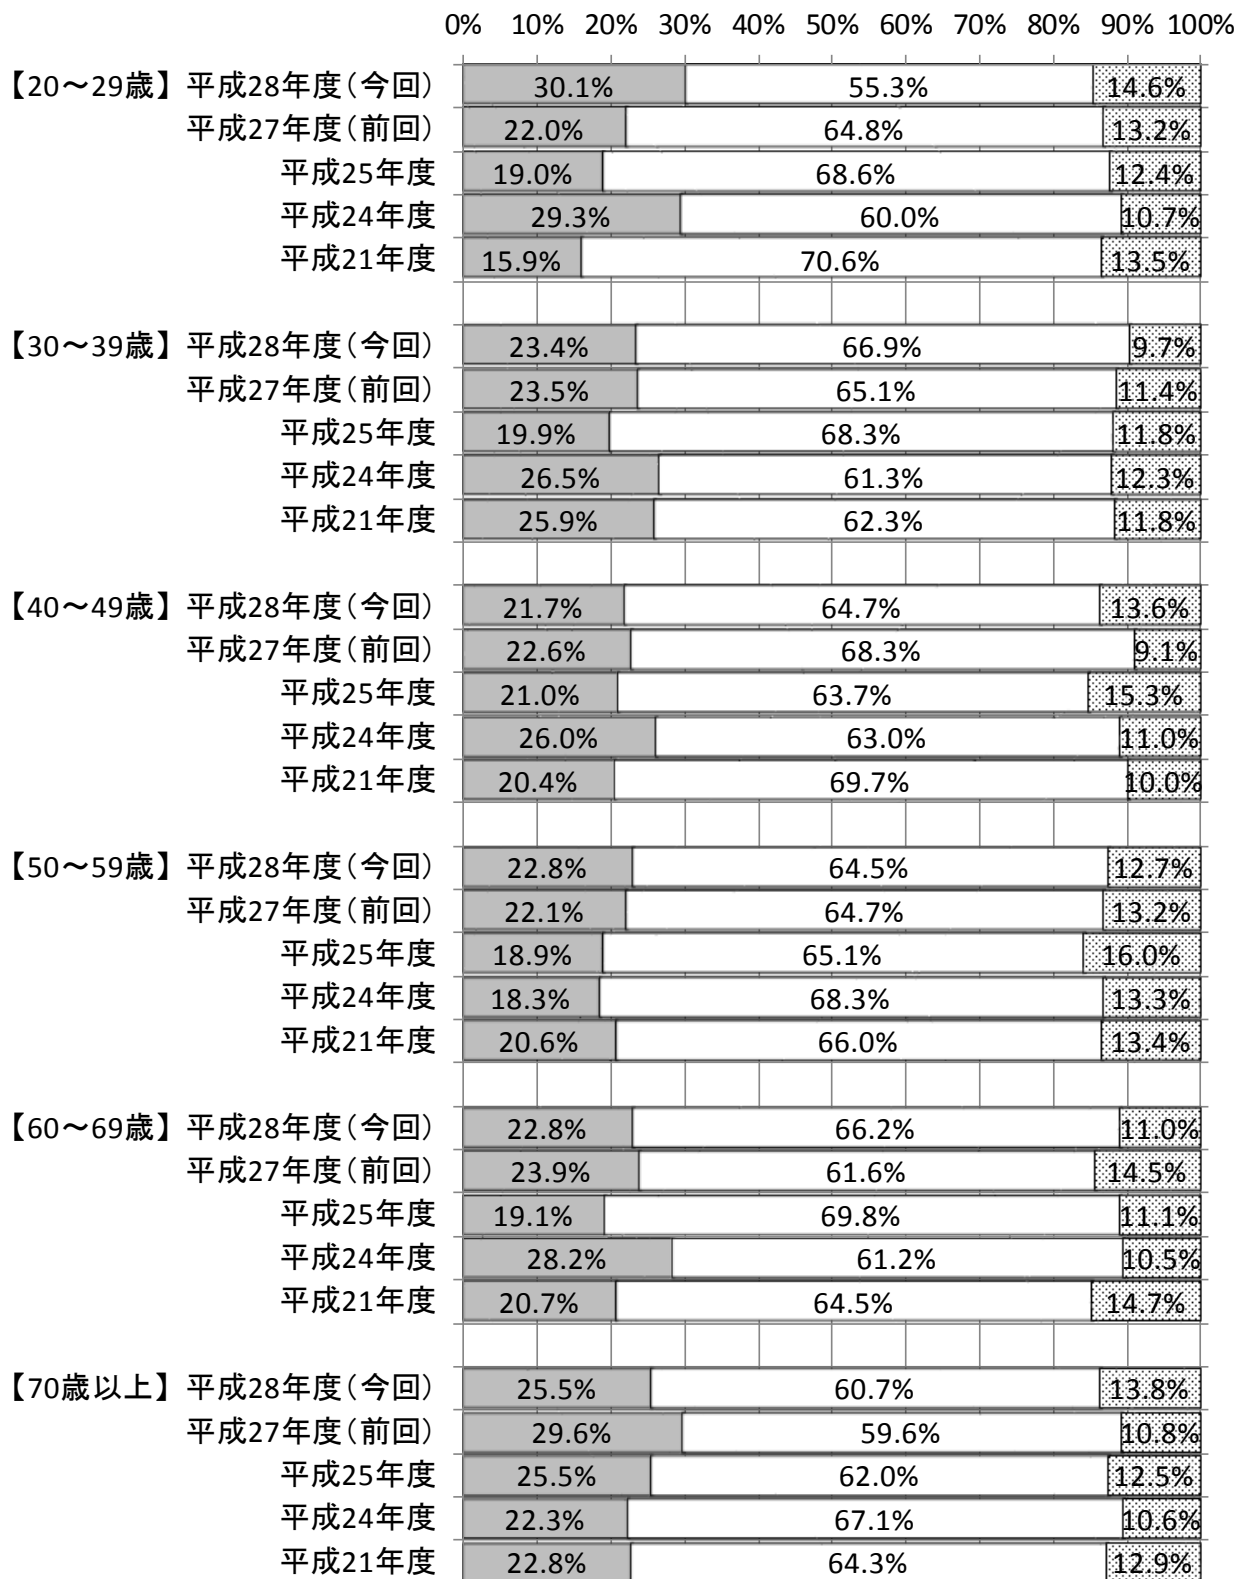 0% 10% 20% 30% 40% 50% 60% 70% 80% 90% 100%
【20～29歳】平成28年度（今回） 30.1% 55.3% 14.6%
平成27年度（前回） 22.0% 64.8% 13.2%
平成25年度 19.0% 68.6% 12.4%
平成24年度 29.3% 60.0% 10.7%
平成21年度 15.9% 70.6% 13.5%
【30～39歳】平成28年度（今回） 23.4% 66.9% 9.7%
平成27年度（前回） 23.5% 65.1% 11.4%
平成25年度 19.9% 68.3% 11.8%
平成24年度 26.5% 61.3% 12.3%
平成21年度 25.9% 62.3% 11.8%
【40～49歳】平成28年度（今回） 21.7% 64.7% 13.6%
平成27年度（前回） 22.6% 68.3% 9.1%
平成25年度 21.0% 63.7% 15.3%
平成24年度 26.0% 63.0% 11.0%
平成21年度 20.4% 69.7% 10.0%
【50～59歳】平成28年度（今回） 22.8% 64.5% 12.7%
平成27年度（前回） 22.1% 64.7% 13.2%
平成25年度 18.9% 65.1% 16.0%
平成24年度 18.3% 68.3% 13.3%
平成21年度 20.6% 66.0% 13.4%
【60～69歳】平成28年度（今回） 22.8% 66.2% 11.0%
平成27年度（前回） 23.9% 61.6% 14.5%
平成25年度 19.1% 69.8% 11.1%
平成24年度 28.2% 61.2% 10.5%
平成21年度 20.7% 64.5% 14.7%
【70歳以上】平成28年度（今回） 25.5% 60.7% 13.8%
平成27年度（前回） 29.6% 59.6% 10.8%
平成25年度 25.5% 62.0% 12.5%
平成24年度 22.3% 67.1% 10.6%
平成21年度 22.8% 64.3% 12.9%